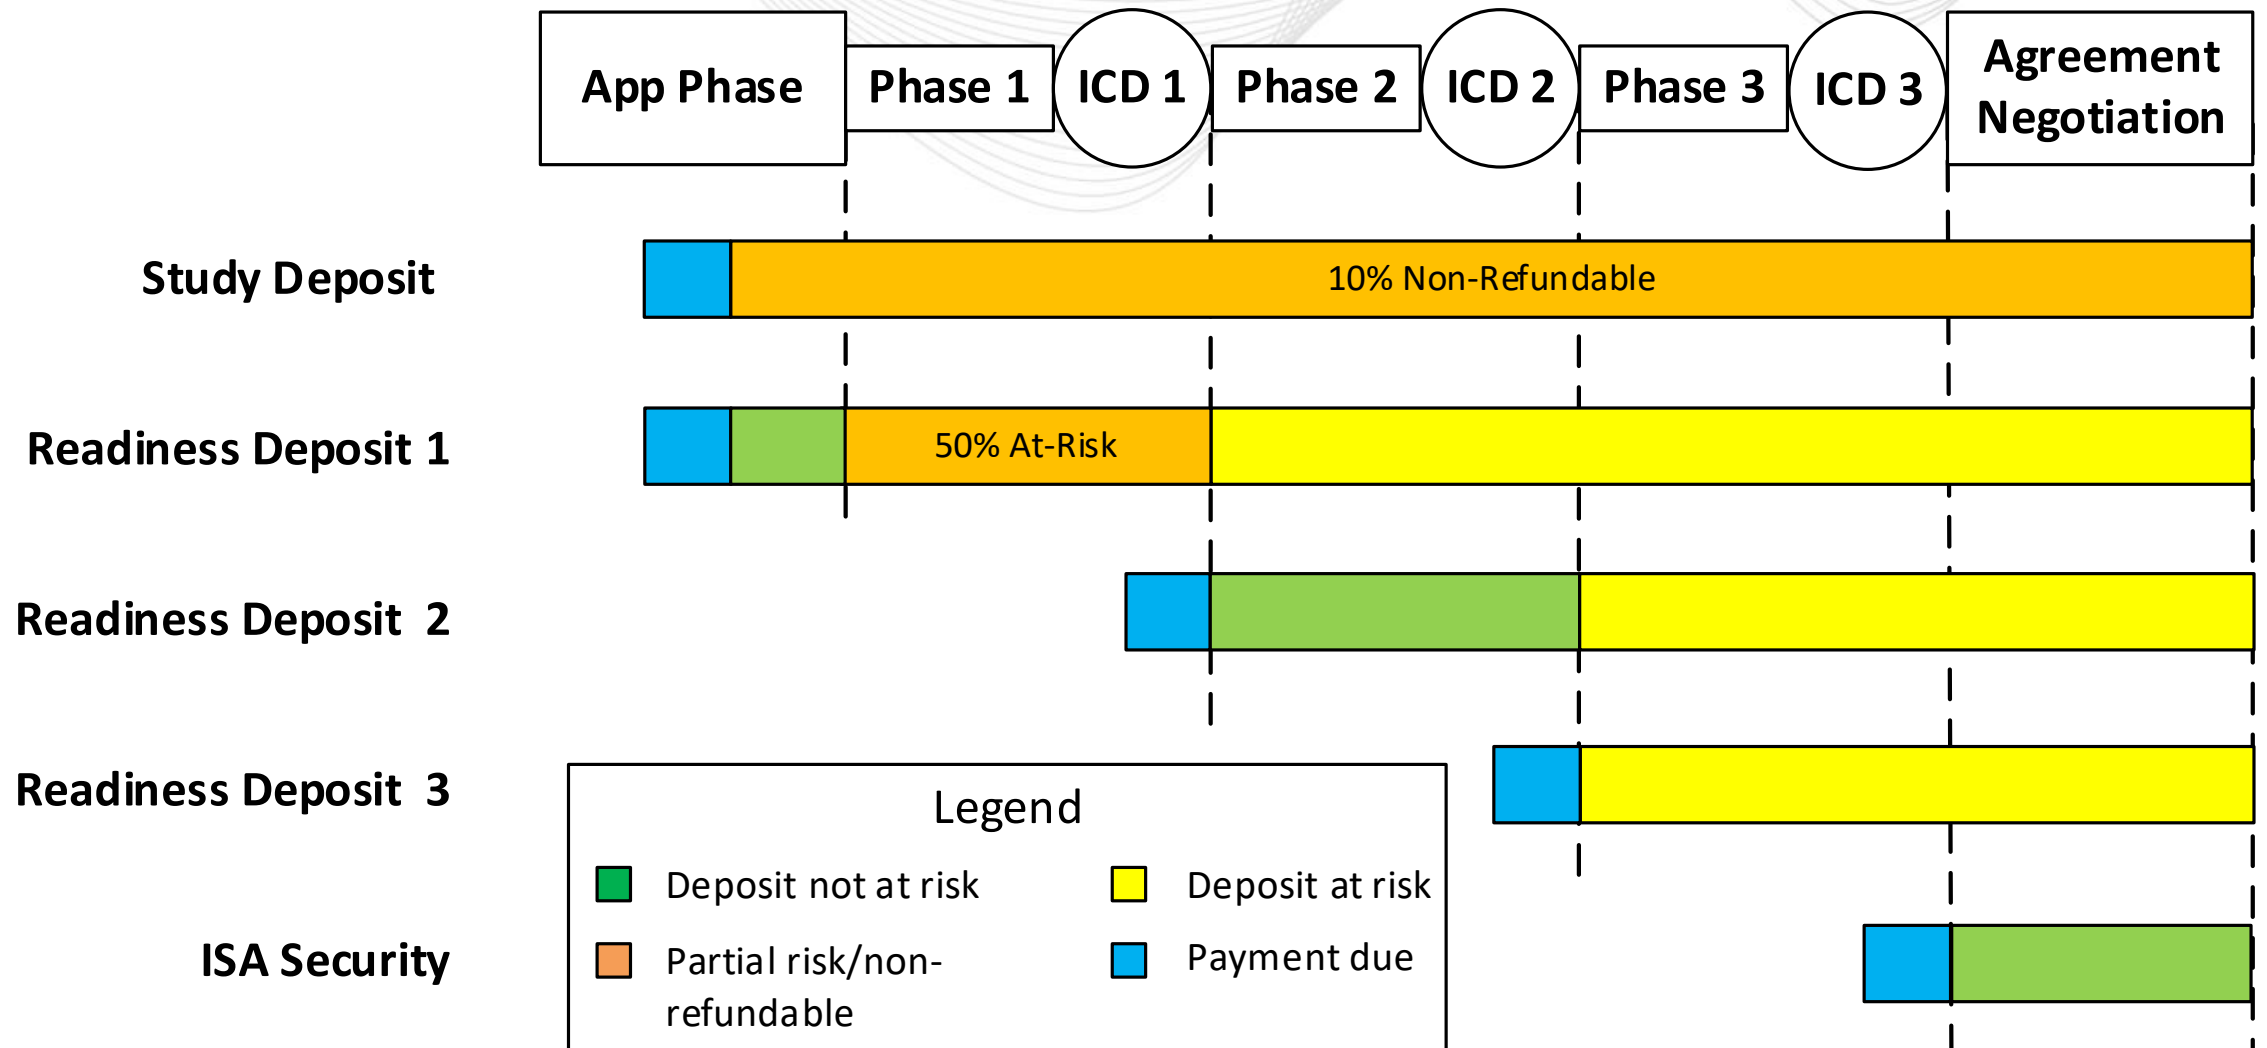 App Phase
Phase 1
ICD 1
Phase 2
ICD 2
Phase 3
ICD 3
Agreement
Negotiation
Study Deposit
10% Non-Refundable
Readiness Deposit 1
50% At-Risk
Readiness Deposit 2
Readiness Deposit 3
Legend
Deposit not at risk
Deposit at risk
Partial risk/non-
refundable
Payment due
ISA Security